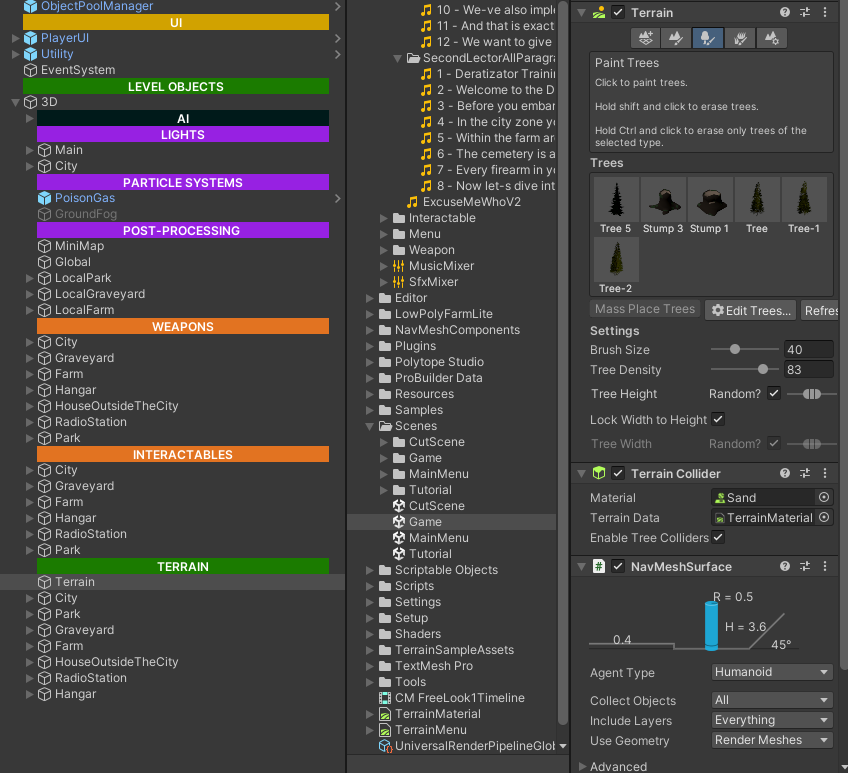 ObjectPoolManager
UI
PlayerUI
Utility
EventSystem
LEVEL OBJECTS
3D
AI
LIGHTS
Main
City
PARTICLE SYSTEMS
PoisonGas
GroundFog
POST-PROCESSING
MiniMap
Global
LocalPark
LocalGraveyard
LocalFarm
WEAPONS
City
Graveyard
Farm
Hangar
HouseOutsideTheCity
RadioStation
Park
INTERACTABLES
City
Graveyard
Farm
Hangar
RadioStation
Park
TERRAIN
Terrain
City
Park
Graveyard
Farm
HouseOutsideTheCity
RadioStation
Hangar
10 - We-ve also imple
11 - And that is exact
12 - We want to give
SecondLectorAllParagra
1 - Deratizator Trainin
2 - Welcome to the D
3 - Before you embar
4 - In the city zone yo
5 - Within the farm ar
6 - The cemetery is a
7 - Every firearm in yo
8 - Now let-s dive int
ExcuseMeWhoV2
Interactable
Menu
Weapon
MusicMixer
SfxMixer
Editor
LowPolyFarmLite
NavMeshComponents
Plugins
Polytope Studio
ProBuilder Data
Resources
Samples
Scenes
CutScene
Game
MainMenu
Tutorial
CutScene
Game
MainMenu
Tutorial
Scriptable Objects
Scripts
Settings
Setup
Shaders
TerrainSampleAssets
TextMesh Pro
Tools
CM FreeLook1Timeline
TerrainMaterial
TerrainMenu
UniversalRenderPipelineGlob
Terrain
Paint Trees
Click to paint trees.
Hold shift and click to erase trees.
Hold Ctrl and click to erase only trees of the
selected type.
Trees
Tree 5 Stump 3 Stump 1 Tree Tree-1
Tree-2
Mass Place Trees Edit Trees... Refres
Settings
Brush Size 40
Tree Density 83
Tree Height Random?
Lock Width to Height
Tree Width Random?
Terrain Collider
Material Sand
Terrain Data TerrainMaterial
Enable Tree Colliders
NavMeshSurface
R = 0.5
H = 3.6
0.4
45°
Agent Type Humanoid
Collect Objects All
Include Layers Everything
Use Geometry Render Meshes
Advanced